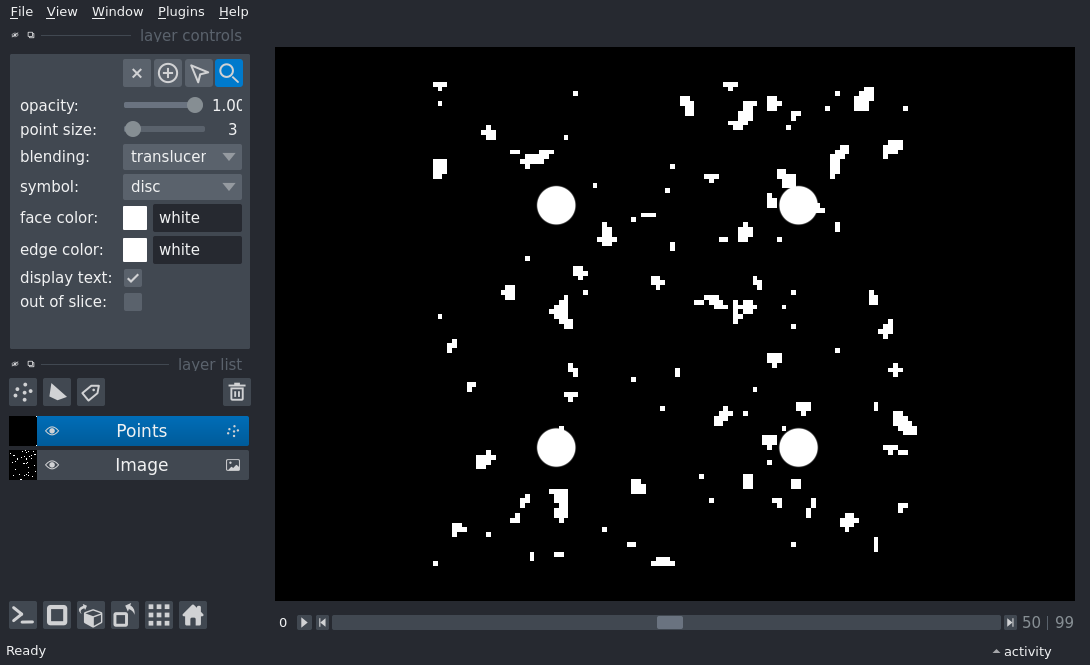 File View Window Plugins Help
layer controls
opacity: 1.00
point size: 3
blending: translucer
symbol: disc
face color: white
edge color: white
display text:
out of slice:
layer list
Points
Image
0 50 | 99
Ready activity